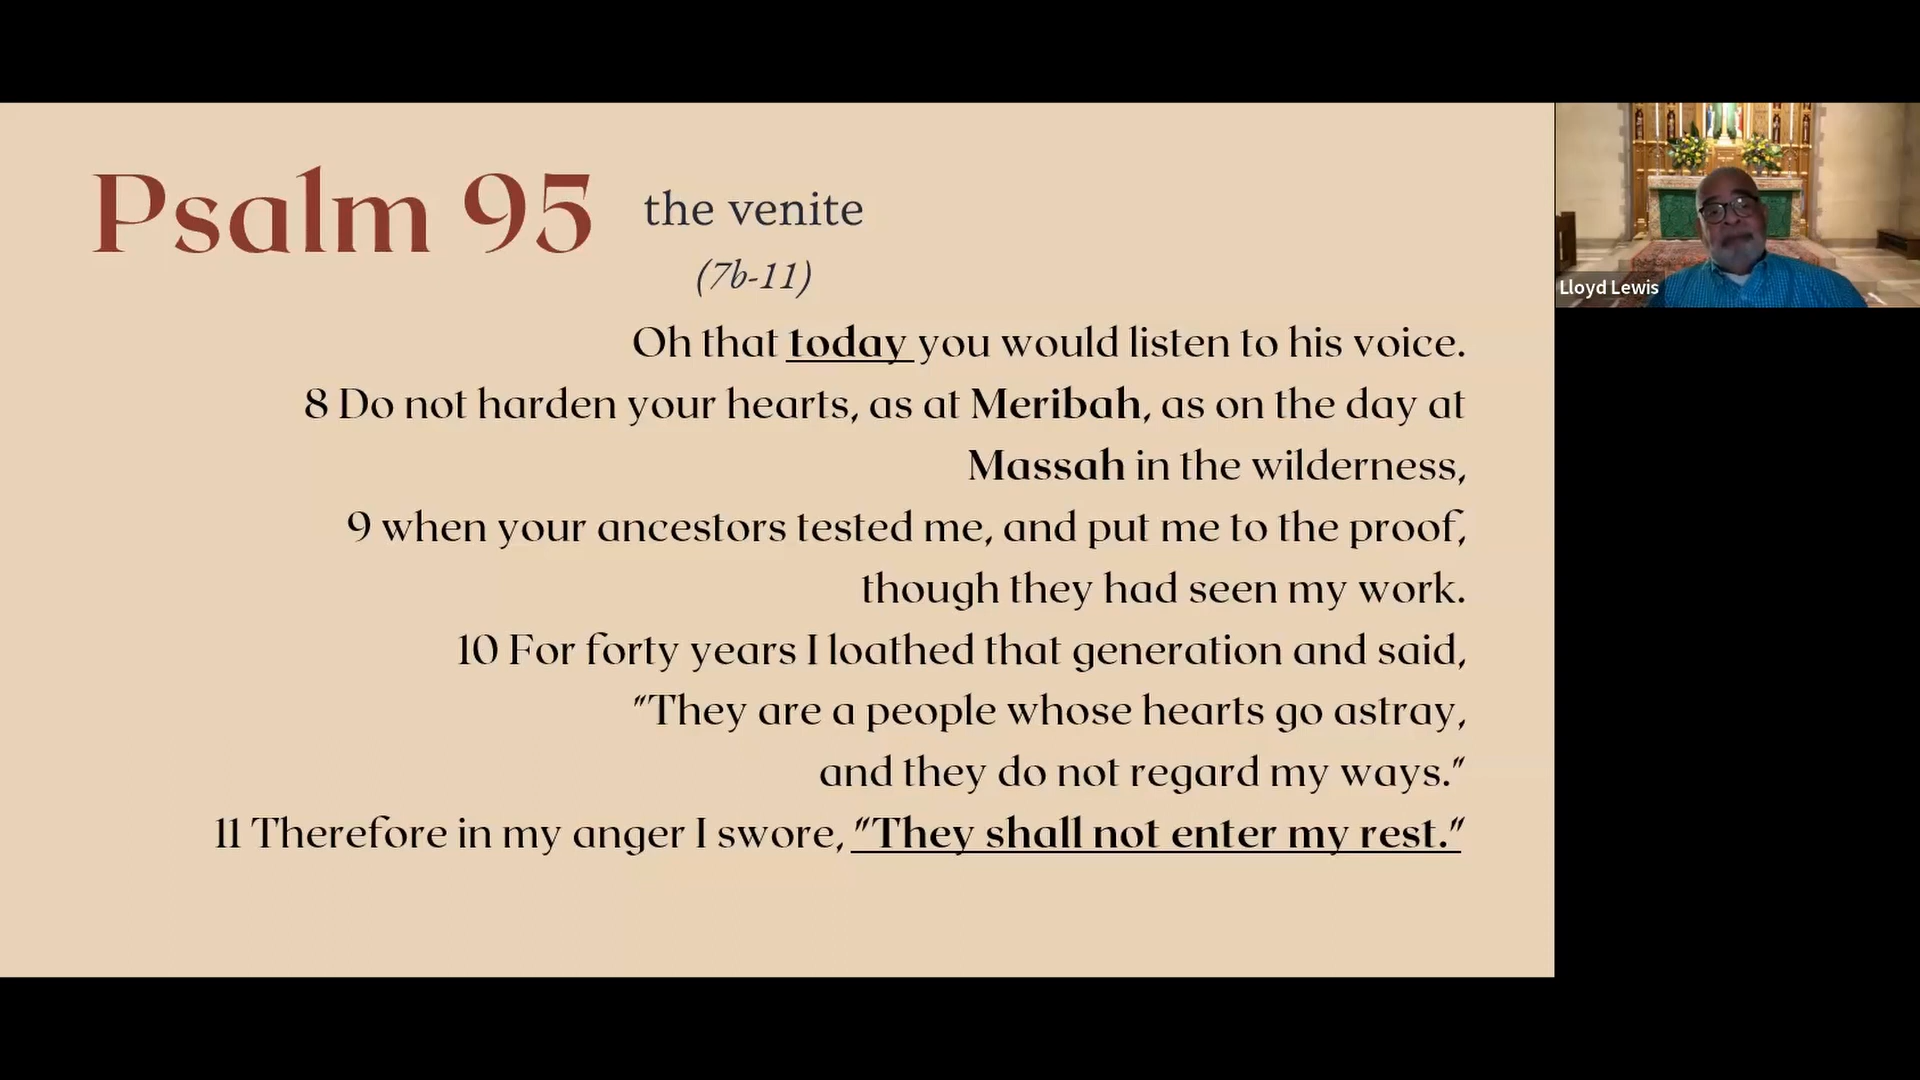 Psalm 95 the venite
(7b-11)
Oh that today you would listen to his voice.
8 Do not harden your hearts, as at Meribah, as on the day at
Massah in the wilderness,
9 when your ancestors tested me, and put me to the proof,
though they had seen my work.
10 For forty years I loathed that generation and said,
"They are a people whose hearts go astray,
and they do not regard my ways."
11 Therefore in my anger I swore, "They shall not enter my rest."
Lloyd Lewis